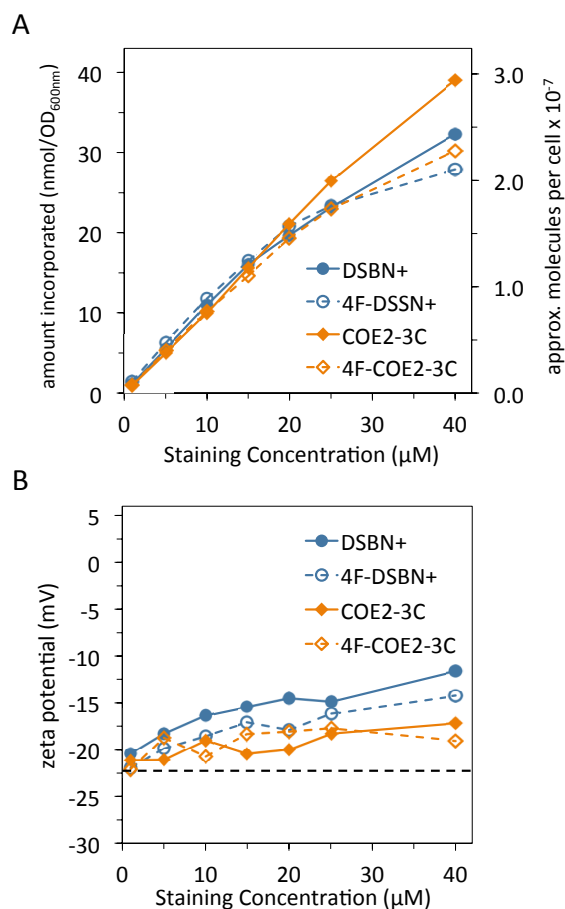 A
amount incorporated (nmol/OD600nm)
40
30
20
10
0
approx. molecules per cell x 10-7
3.0
2.0
1.0
0.0
DSBN+
4F-DSSN+
COE2-3C
4F-COE2-3C
0 10 20 30 40
Staining Concentration (μM)
B
zeta potential (mV)
5
0
-5
-10
-15
-20
-25
-30
DSBN+
4F-DSBN+
COE2-3C
4F-COE2-3C
0 10 20 30 40
Staining Concentration (μM)